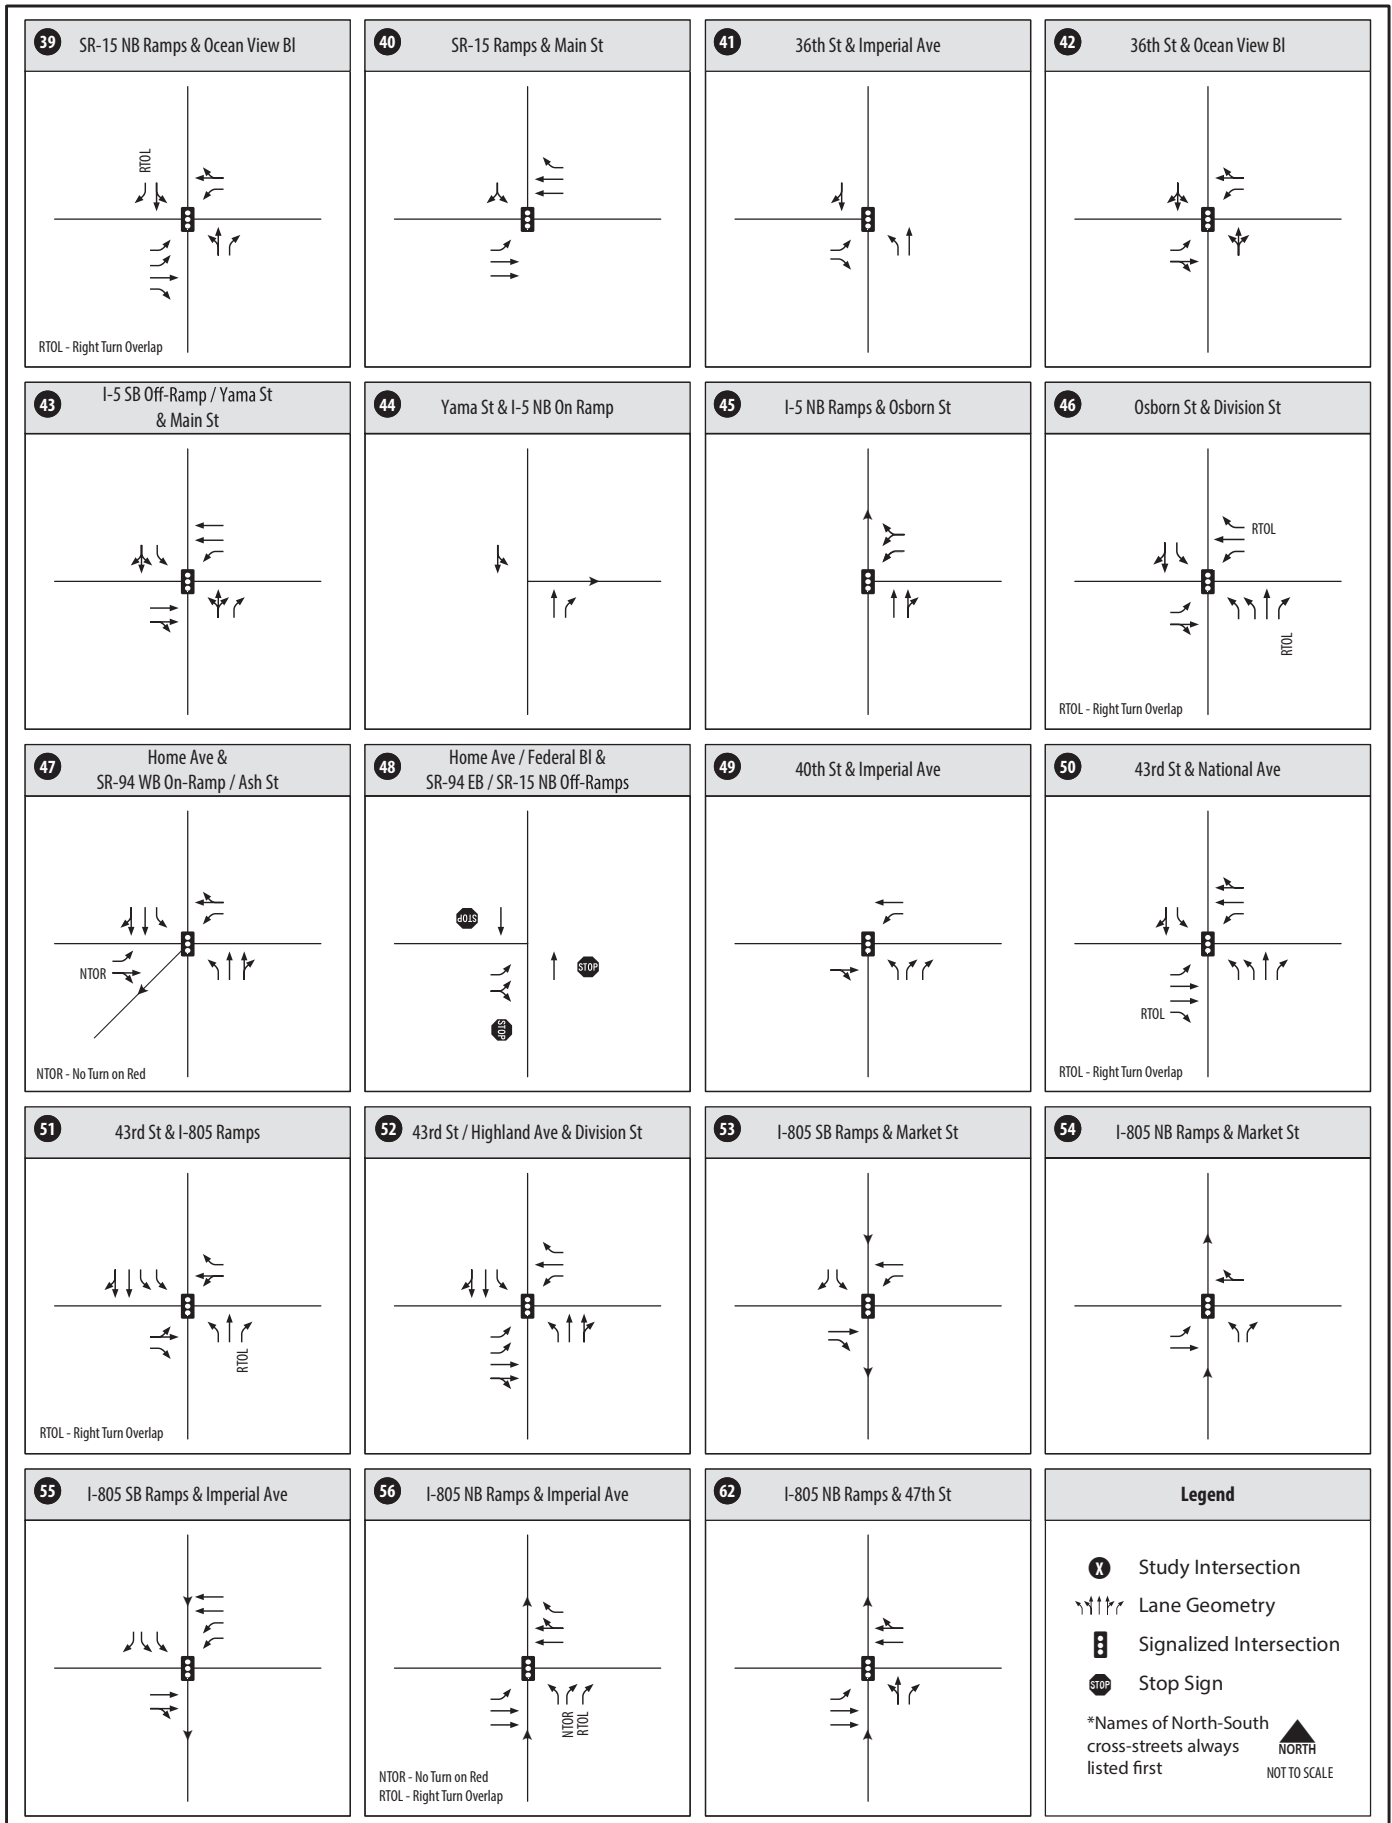 39 SR-15 NB Ramps & Ocean View Bl
RTOL
RTOL - Right Turn Overlap
40 SR-15 Ramps & Main St
41 36th St & Imperial Ave
42 36th St & Ocean View Bl
43 I-5 SB Off-Ramp / Yama St
& Main St
44 Yama St & I-5 NB On Ramp
45 I-5 NB Ramps & Osborn St
46 Osborn St & Division St
RTOL
RTOL
RTOL - Right Turn Overlap
47 Home Ave &
SR-94 WB On-Ramp / Ash St
NTOR
NTOR - No Turn on Red
48 Home Ave / Federal Bl &
SR-94 EB / SR-15 NB Off-Ramps
STOP
STOP
STOP
49 40th St & Imperial Ave
50 43rd St & National Ave
RTOL
RTOL - Right Turn Overlap
51 43rd St & I-805 Ramps
RTOL
RTOL - Right Turn Overlap
52 43rd St / Highland Ave & Division St
53 I-805 SB Ramps & Market St
54 I-805 NB Ramps & Market St
55 I-805 SB Ramps & Imperial Ave
56 I-805 NB Ramps & Imperial Ave
NTOR
RTOL
NTOR - No Turn on Red
RTOL - Right Turn Overlap
62 I-805 NB Ramps & 47th St
Legend
X Study Intersection
Lane Geometry
Signalized Intersection
STOP Stop Sign
*Names of North-South
cross-streets always
listed first
NORTH
NOT TO SCALE